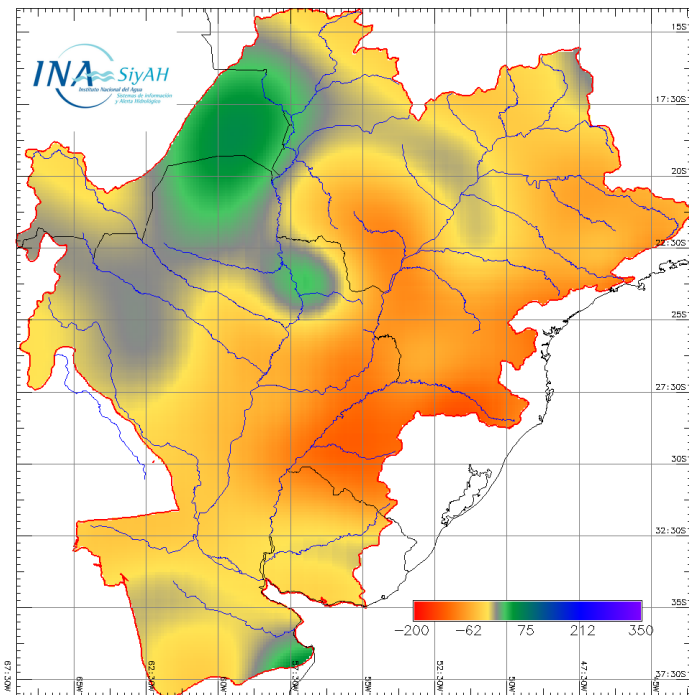 INA SiyAH
Instituto Nacional del Agua
Sistemas de Información
y Alerta Hidrológico
15S
17:30S
20S
22:30S
25S
27:30S
30S
32:30S
35S
37:30S
−200 −62 75 212 350
67:30W 65W 62:30W 60W 57:30W 55W 52:30W 50W 47:30W 45W